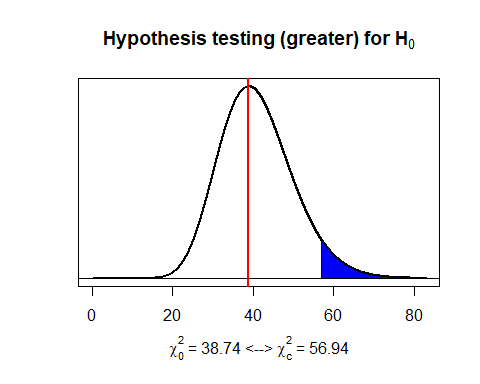 Hypothesis testing (greater) for H₀
0 20 40 60 80
χ²₀ = 38.74 <--> χ²c = 56.94